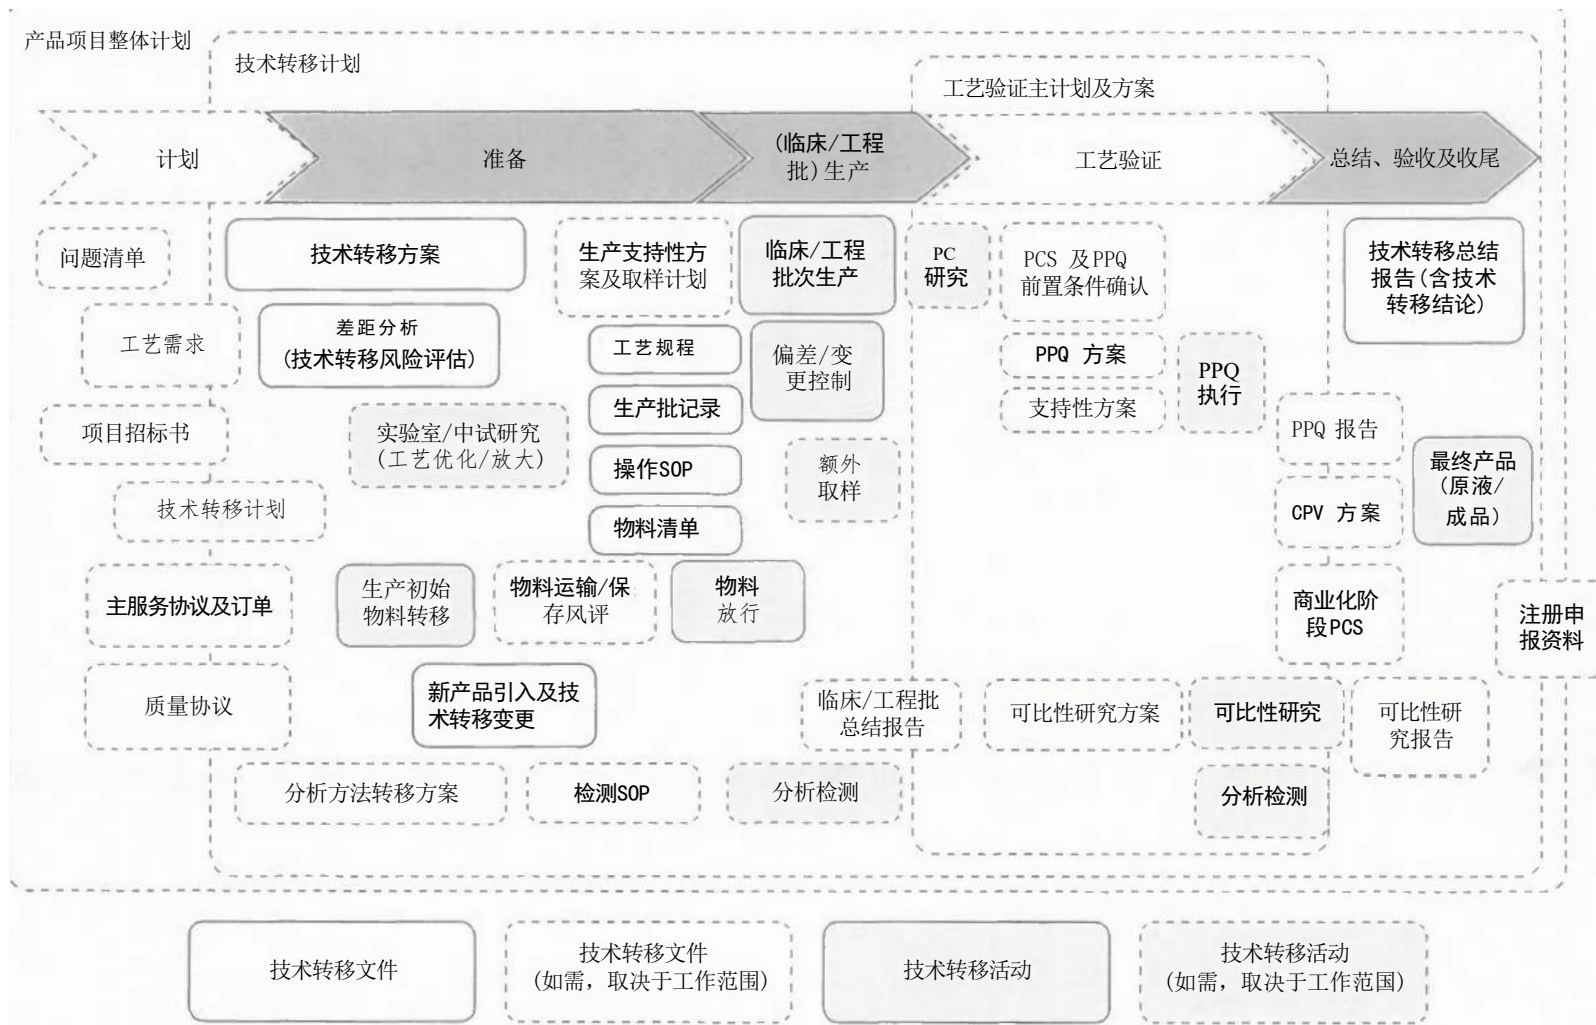 产品项目整体计划
技术转移计划
工艺验证主计划及方案
计划
准备
(临床/工程
批)生产
工艺验证
总结、验收及收尾
问题清单
工艺需求
项目招标书
技术转移计划
主服务协议及订单
质量协议
技术转移方案
差距分析
(技术转移风险评估)
实验室/中试研究
(工艺优化/放大)
生产初始
物料转移
物料运输/保
存风评
物料
放行
新产品引入及技
术转移变更
分析方法转移方案
检测SOP
分析检测
生产支持性方
案及取样计划
工艺规程
生产批记录
操作SOP
物料清单
临床/工程
批次生产
偏差/变
更控制
额外
取样
临床/工程批
总结报告
PC
研究
PCS 及PPQ
前置条件确认
PPQ 方案
支持性方案
PPQ
执行
PPQ 报告
CPV 方案
商业化阶
段PCS
可比性研究方案
可比性研究
可比性研
究报告
分析检测
技术转移总结
报告(含技术
转移结论)
最终产品
(原液/
成品)
注册申
报资料
技术转移文件
技术转移文件
(如需，取决于工作范围)
技术转移活动
技术转移活动
(如需，取决于工作范国)